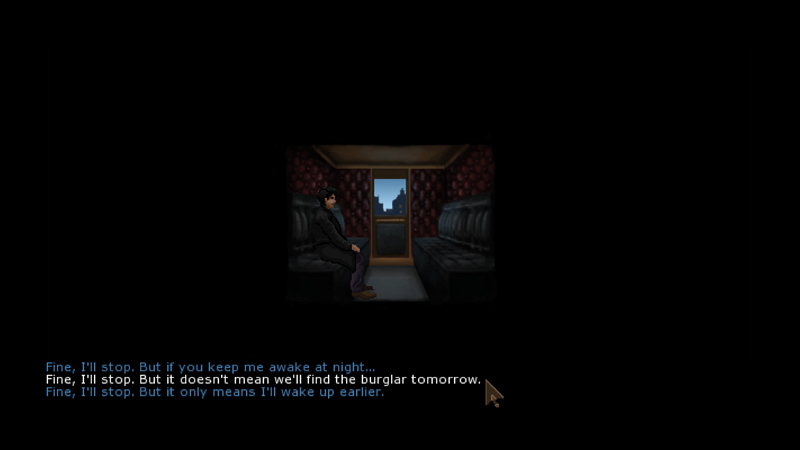 Fine, I'll stop. But if you keep me awake at night...
Fine, I'll stop. But it doesn't mean we'll find the burglar tomorrow.
Fine, I'll stop. But it only means I'll wake up earlier.